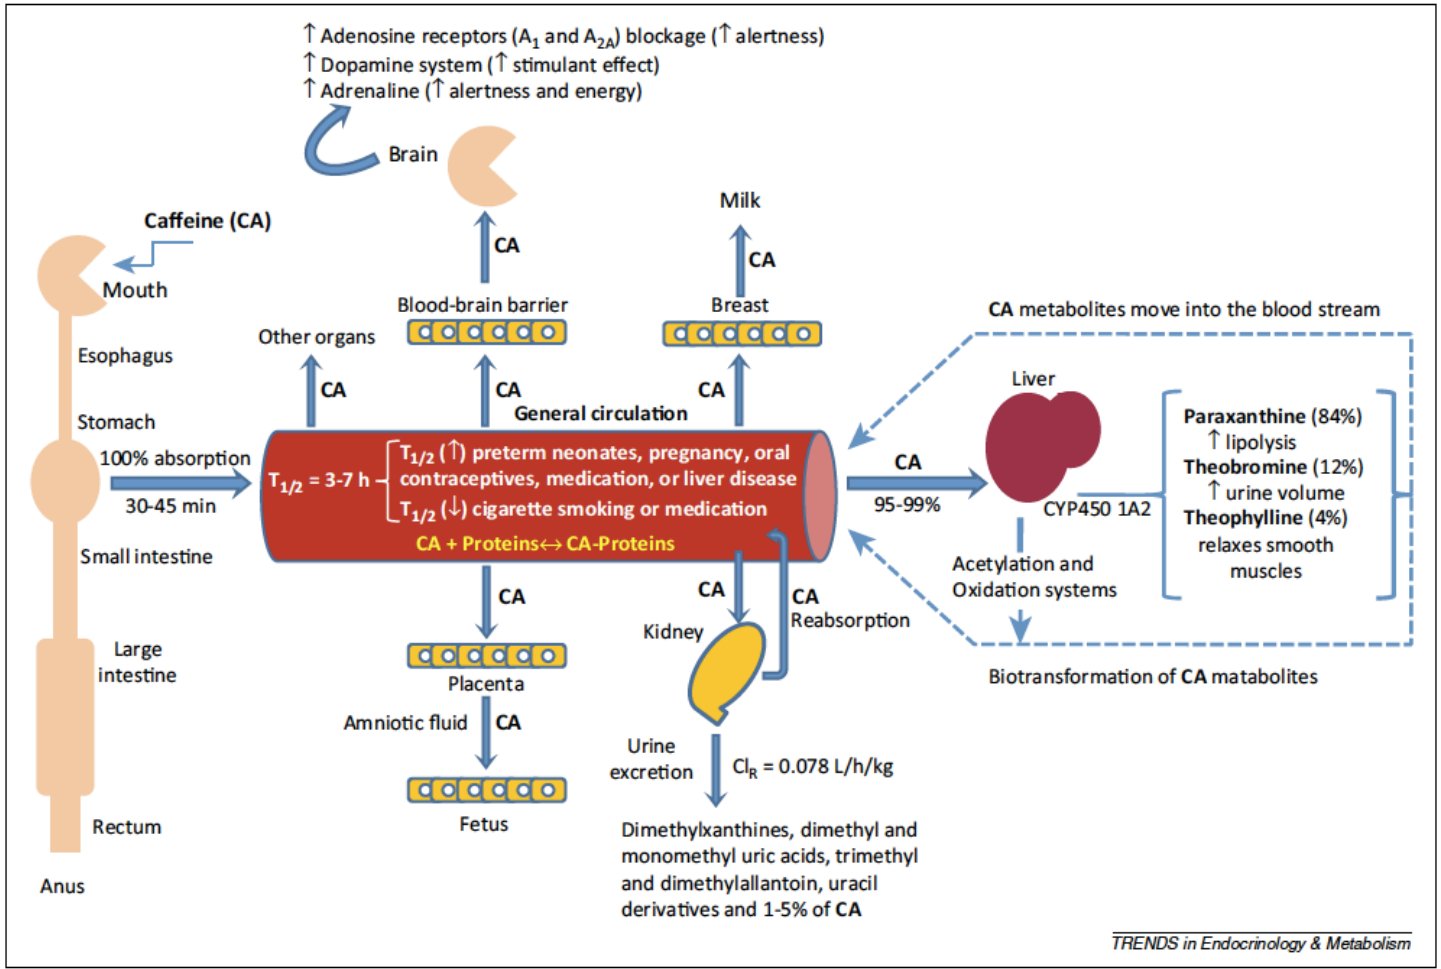 ↑ Adenosine receptors (A1 and A2A) blockage (↑ alertness)
↑ Dopamine system (↑ stimulant effect)
↑ Adrenaline (↑ alertness and energy)
Brain
Caffeine (CA)
Mouth
Esophagus
Stomach
100% absorption
30-45 min
Small intestine
Large
intestine
Rectum
Anus
Other organs
CA
CA
Blood-brain barrier
CA
Milk
CA
Breast
CA
General circulation
T1/2 = 3-7 h
T1/2 (↑) preterm neonates, pregnancy, oral
contraceptives, medication, or liver disease
T1/2 (↓) cigarette smoking or medication
CA + Proteins↔CA-Proteins
CA
Placenta
Amniotic fluid
CA
Fetus
CA
Kidney
CA
Reabsorption
Urine
excretion
ClR = 0.078 L/h/kg
Dimethylxanthines, dimethyl and
monomethyl uric acids, trimethyl
and dimethylallantoin, uracil
derivatives and 1-5% of CA
CA
95-99%
CA metabolites move into the blood stream
Liver
CYP450 1A2
Paraxanthine (84%)
↑ lipolysis
Theobromine (12%)
↑ urine volume
Theophylline (4%)
relaxes smooth
muscles
Acetylation and
Oxidation systems
Biotransformation of CA matabolites
TRENDS in Endocrinology & Metabolism